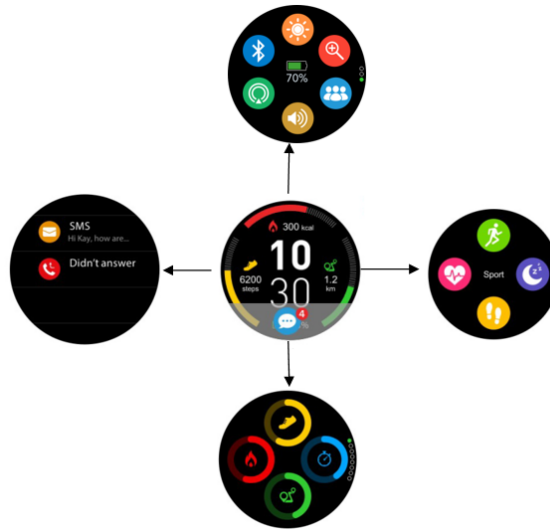 70%
SMS
Hi Kay, how are...
Didn't answer
300 kcal
10
6200
steps
1.2
km
30
4
%
Sport
z z